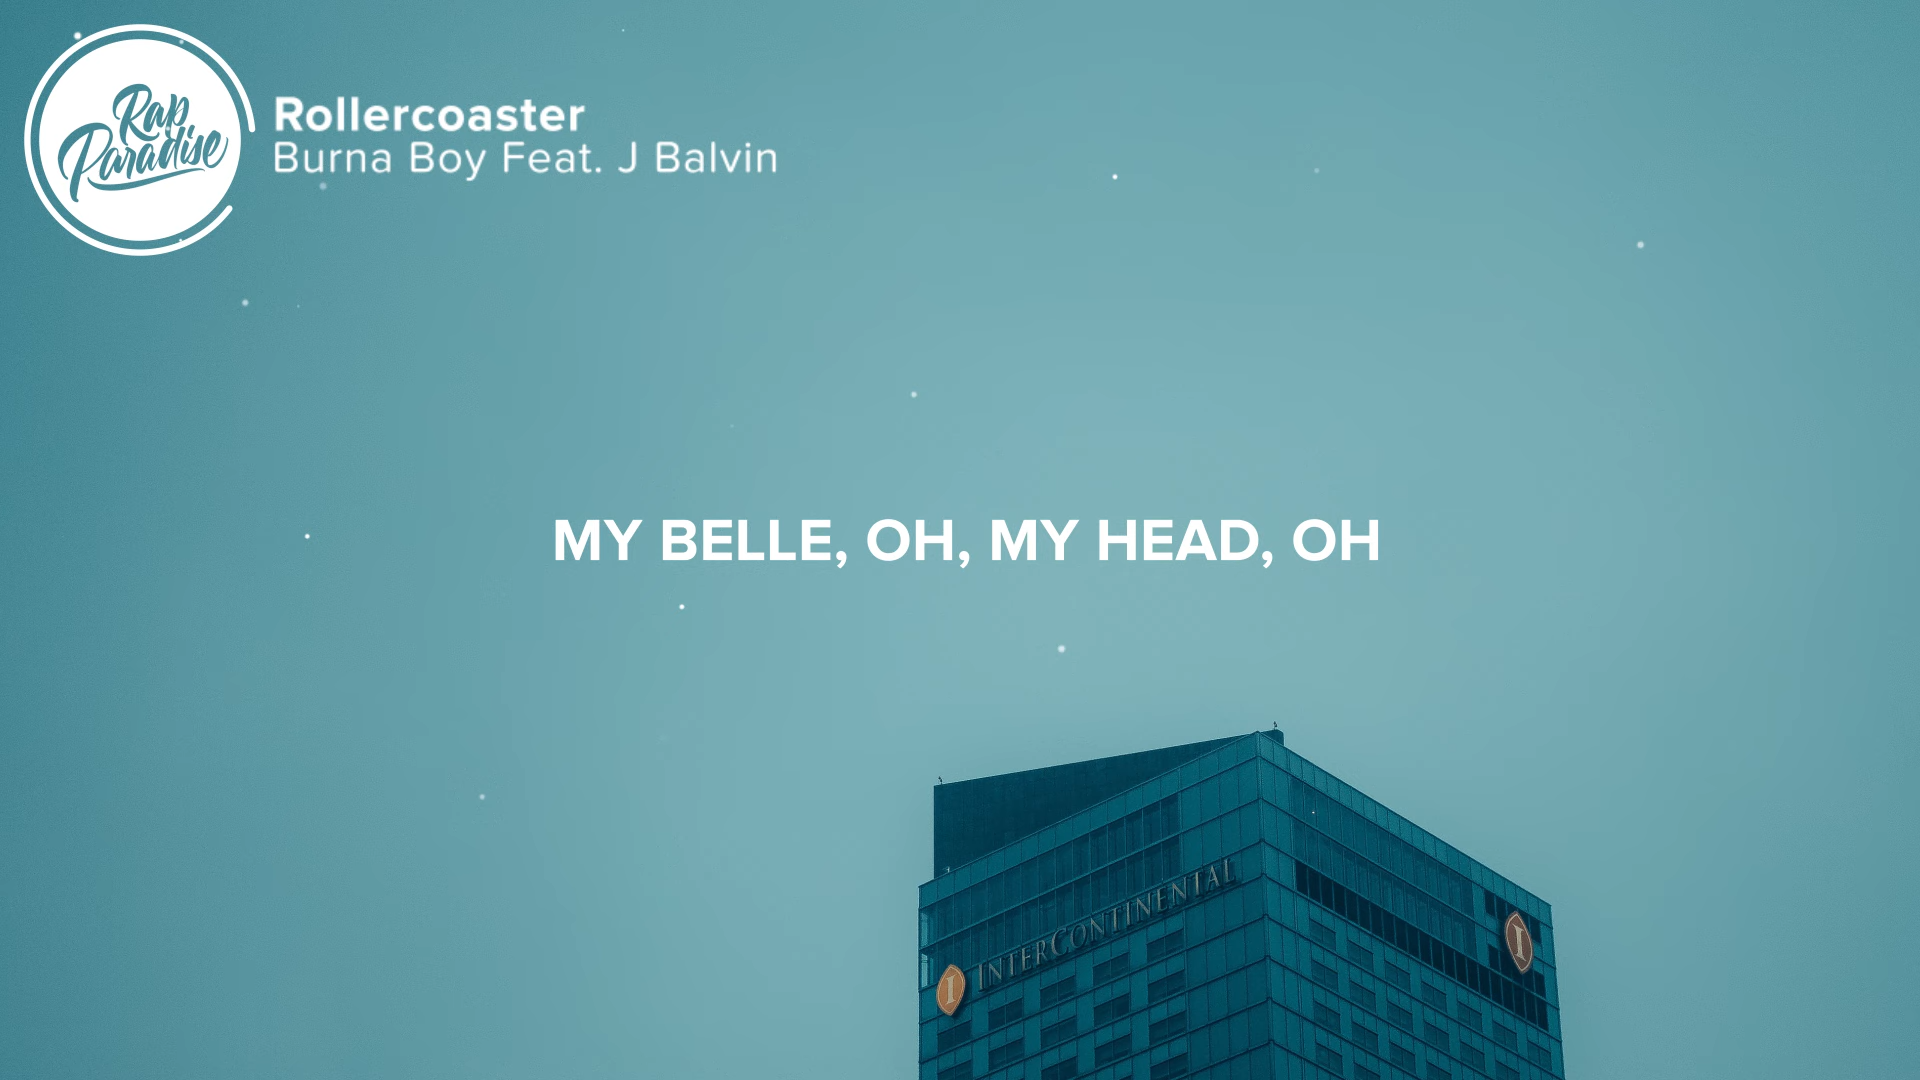 Rap
Paradise
Rollercoaster
Burna Boy Feat. J Balvin
MY BELLE, OH, MY HEAD, OH
INTERCONTINENTAL
I
I